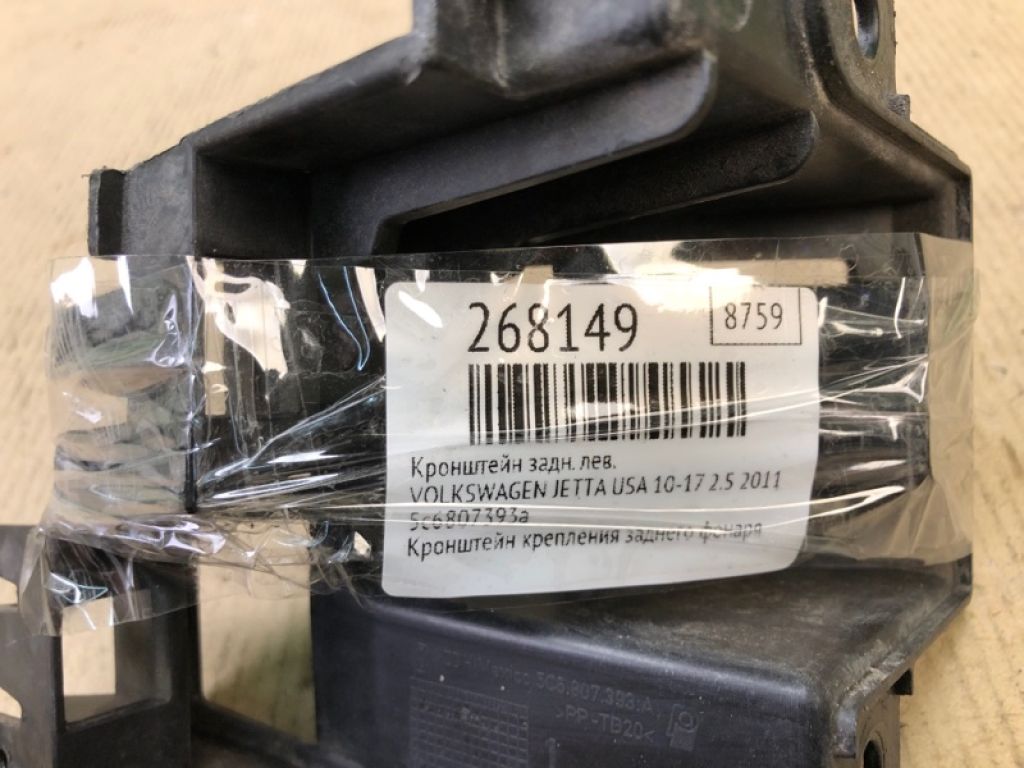 268149
8759
Кронштейн задн. лев.
VOLKSWAGEN JETTA USA 10-17 2.5 2011
5c6807393a
Кронштейн крепления заднего фонаря
5C6.807.393.A
>PP-TD20<